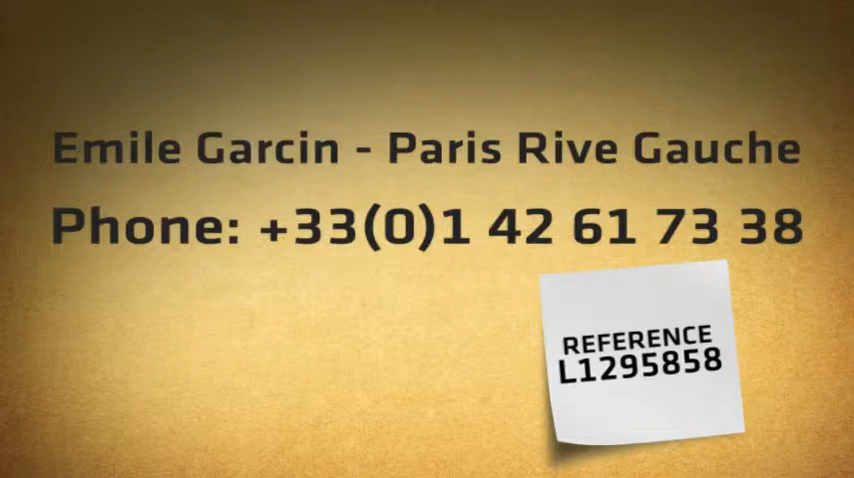 Emile Garcin - Paris Rive Gauche
Phone: +33(0)1 42 61 73 38
REFERENCE
L1295858